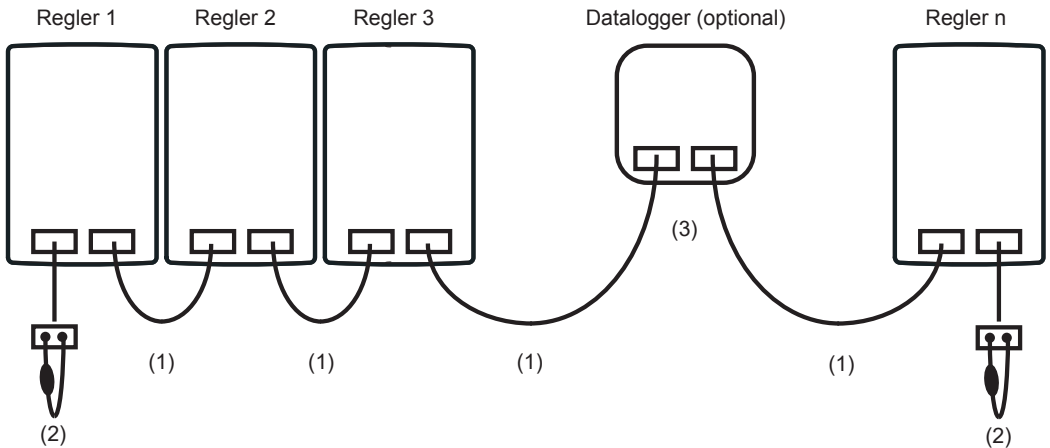 Regler 1
Regler 2
Regler 3
Datalogger (optional)
Regler n
(3)
(1)
(1)
(1)
(1)
(2)
(2)